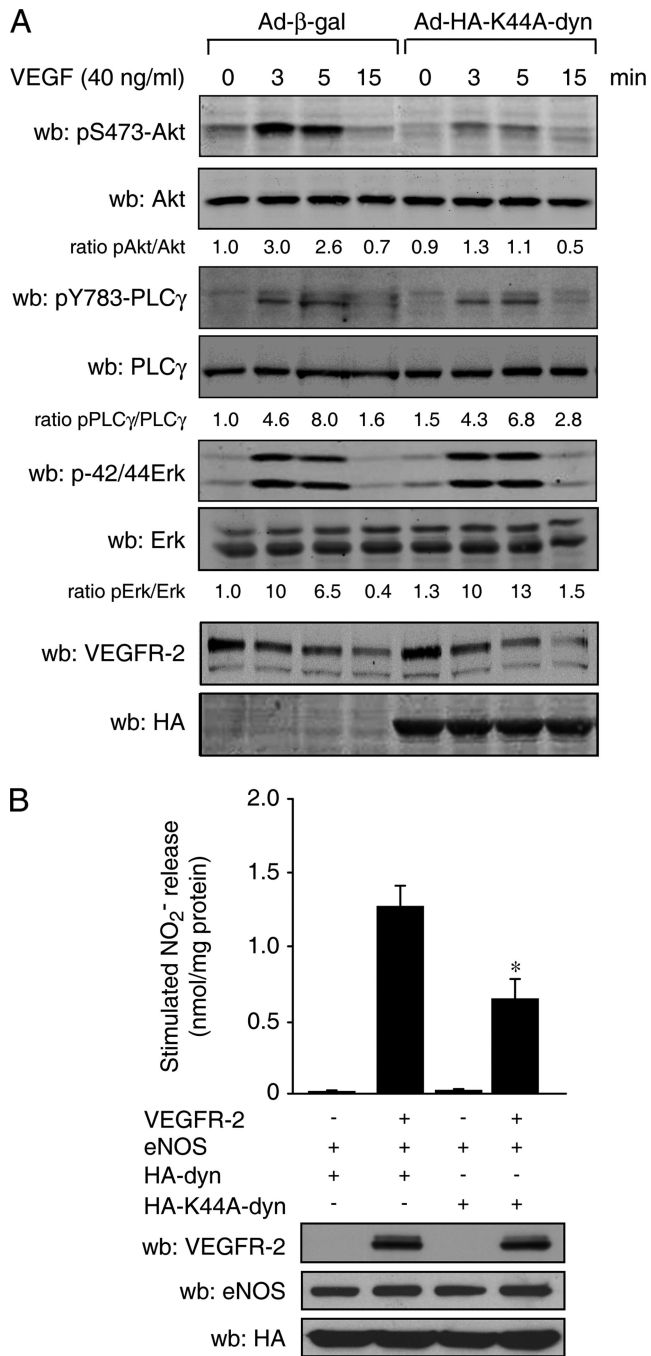 A
Ad-β-gal Ad-HA-K44A-dyn
VEGF (40 ng/ml) 0 3 5 15 0 3 5 15 min
wb: pS473-Akt
wb: Akt
ratio pAkt/Akt 1.0 3.0 2.6 0.7 0.9 1.3 1.1 0.5
wb: pY783-PLCγ
wb: PLCγ
ratio pPLCγ/PLCγ 1.0 4.6 8.0 1.6 1.5 4.3 6.8 2.8
wb: p-42/44Erk
wb: Erk
ratio pErk/Erk 1.0 10 6.5 0.4 1.3 10 13 1.5
wb: VEGFR-2
wb: HA
B
Stimulated NO2- release
(nmol/mg protein)
2.0
1.5
1.0
0.5
0
*
VEGFR-2 - + - +
eNOS + + + +
HA-dyn + + - -
HA-K44A-dyn - - + +
wb: VEGFR-2
wb: eNOS
wb: HA